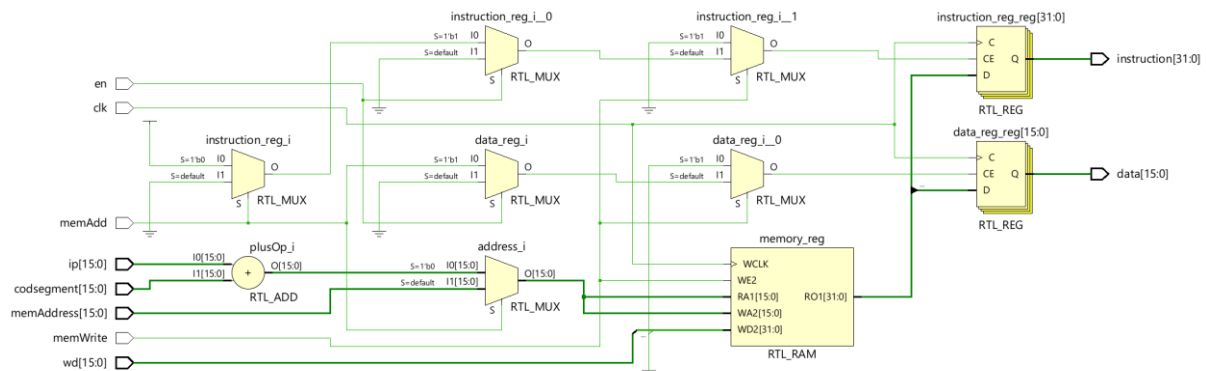 instruction_reg_i__0
S=1'b1 I0
S=default I1
O
S
RTL_MUX
instruction_reg_i__1
S=1'b1 I0
S=default I1
O
S
RTL_MUX
instruction_reg_reg[31:0]
C
CE
D
Q
RTL_REG
instruction[31:0]
en
clk
instruction_reg_i
S=1'b0 I0
S=default I1
O
S
RTL_MUX
data_reg_i
S=1'b1 I0
S=default I1
O
S
RTL_MUX
data_reg_i__0
S=1'b1 I0
S=default I1
O
S
RTL_MUX
data_reg_reg[15:0]
C
CE
D
Q
RTL_REG
data[15:0]
memAdd
ip[15:0]
codsegment[15:0]
memAddress[15:0]
memWrite
wd[15:0]
plusOp_i
I0[15:0]
I1[15:0]
+
O[15:0]
RTL_ADD
address_i
S=1'b0 I0[15:0]
S=default I1[15:0]
O[15:0]
S
RTL_MUX
memory_reg
WCLK
WE2
RA1[15:0]
WA2[15:0]
WD2[31:0]
RO1[31:0]
RTL_RAM